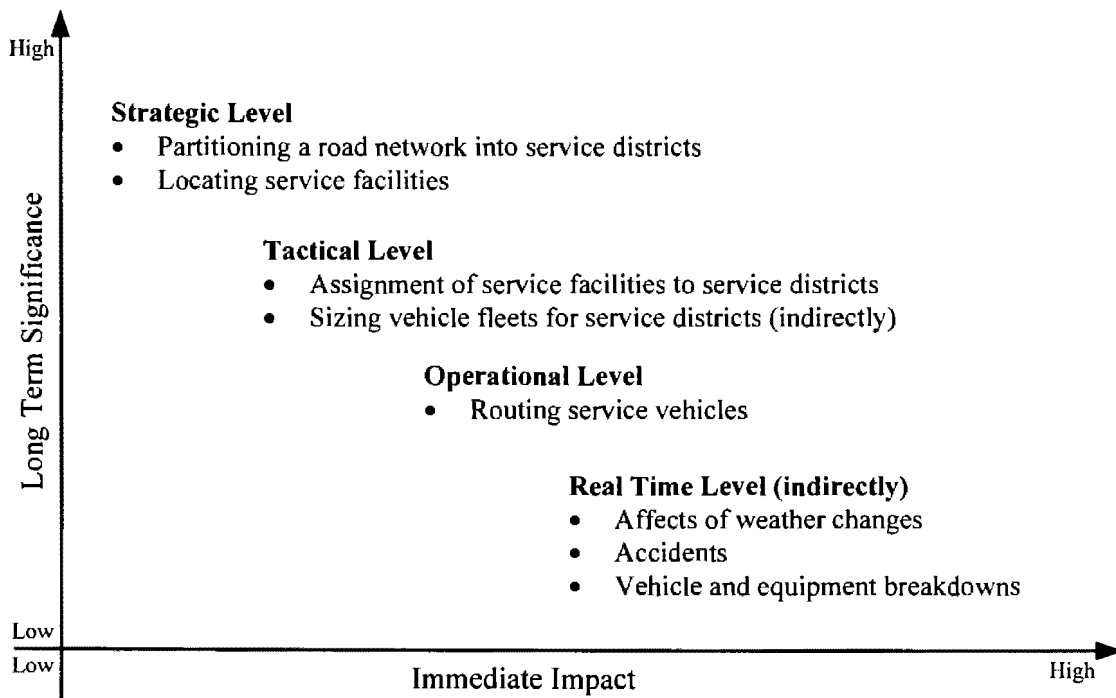 High
Strategic Level
• Partitioning a road network into service districts
• Locating service facilities
Long Term Significance
Tactical Level
• Assignment of service facilities to service districts
• Sizing vehicle fleets for service districts (indirectly)
Operational Level
• Routing service vehicles
Real Time Level (indirectly)
• Affects of weather changes
• Accidents
• Vehicle and equipment breakdowns
Low
Low
Immediate Impact
High